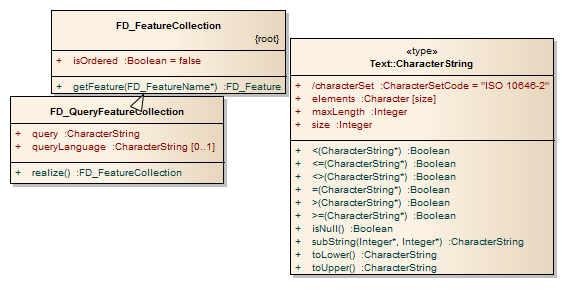 FD_FeatureCollection
{root}
+ isOrdered :Boolean = false
+ getFeature(FD_FeatureName*) :FD_Feature
FD_QueryFeatureCollection
+ query :CharacterString
+ queryLanguage :CharacterString [0..1]
+ realize() :FD_FeatureCollection
«type»
Text::CharacterString
+ /characterSet :CharacterSetCode = "ISO 10646-2"
+ elements :Character [size]
+ maxLength :Integer
+ size :Integer
+ <(CharacterString*) :Boolean
+ <=(CharacterString*) :Boolean
+ <>(CharacterString*) :Boolean
+ =(CharacterString*) :Boolean
+ >(CharacterString*) :Boolean
+ >=(CharacterString*) :Boolean
+ isNull() :Boolean
+ subString(Integer*, Integer*) :CharacterString
+ toLower() :CharacterString
+ toUpper() :CharacterString